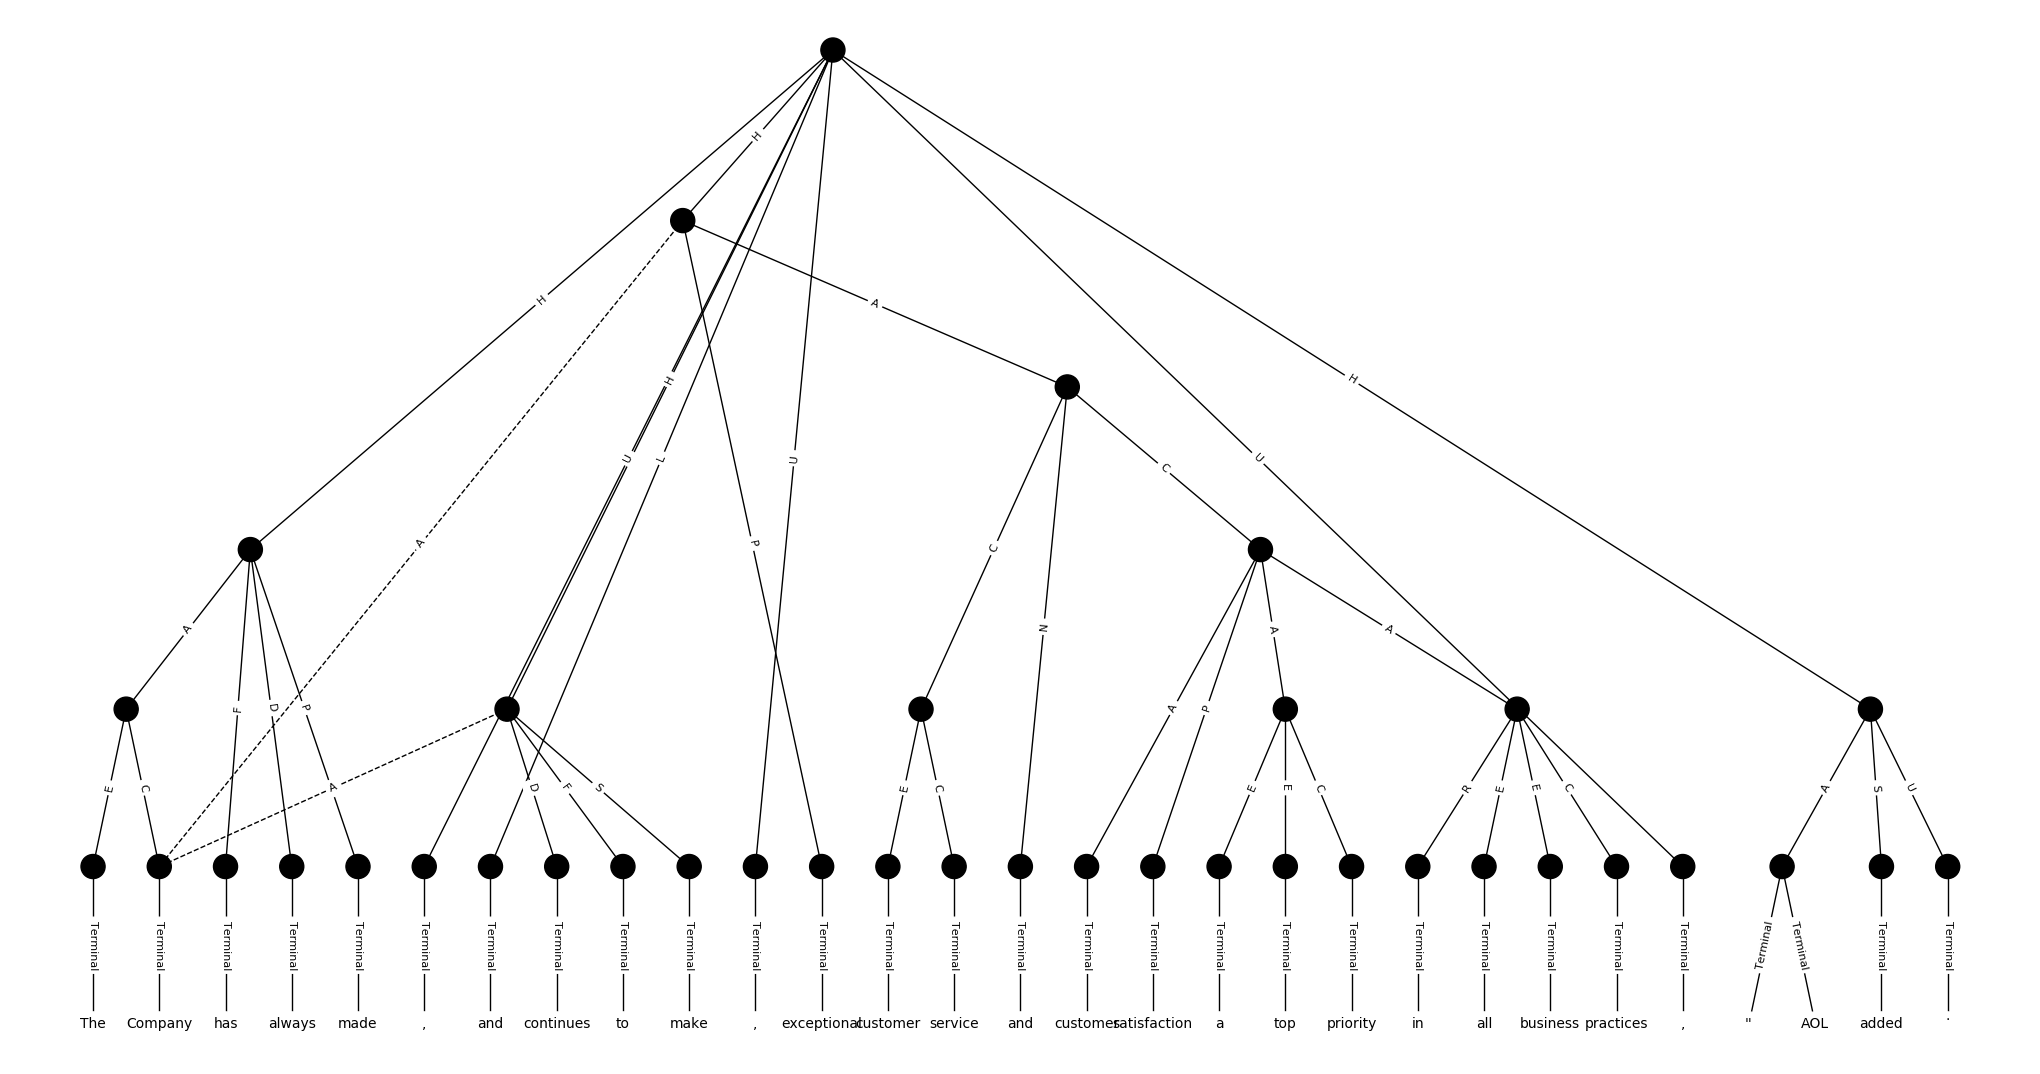 H
H
A
H
H
U
L
U
U
C
A
C
P
A
N
A
A
A
F
D
P
A
P
E
C
A
D
F
S
E
C
E
E
C
R
E
E
C
A
S
U
Terminal Terminal Terminal Terminal Terminal Terminal Terminal Terminal Terminal Terminal Terminal Terminal Terminal Terminal Terminal Terminal Terminal Terminal Terminal Terminal Terminal Terminal Terminal Terminal Terminal Terminal Terminal Terminal Terminal
The Company has always made , and continues to make , exceptional customer service and customer satisfaction a top priority in all business practices , " AOL added .